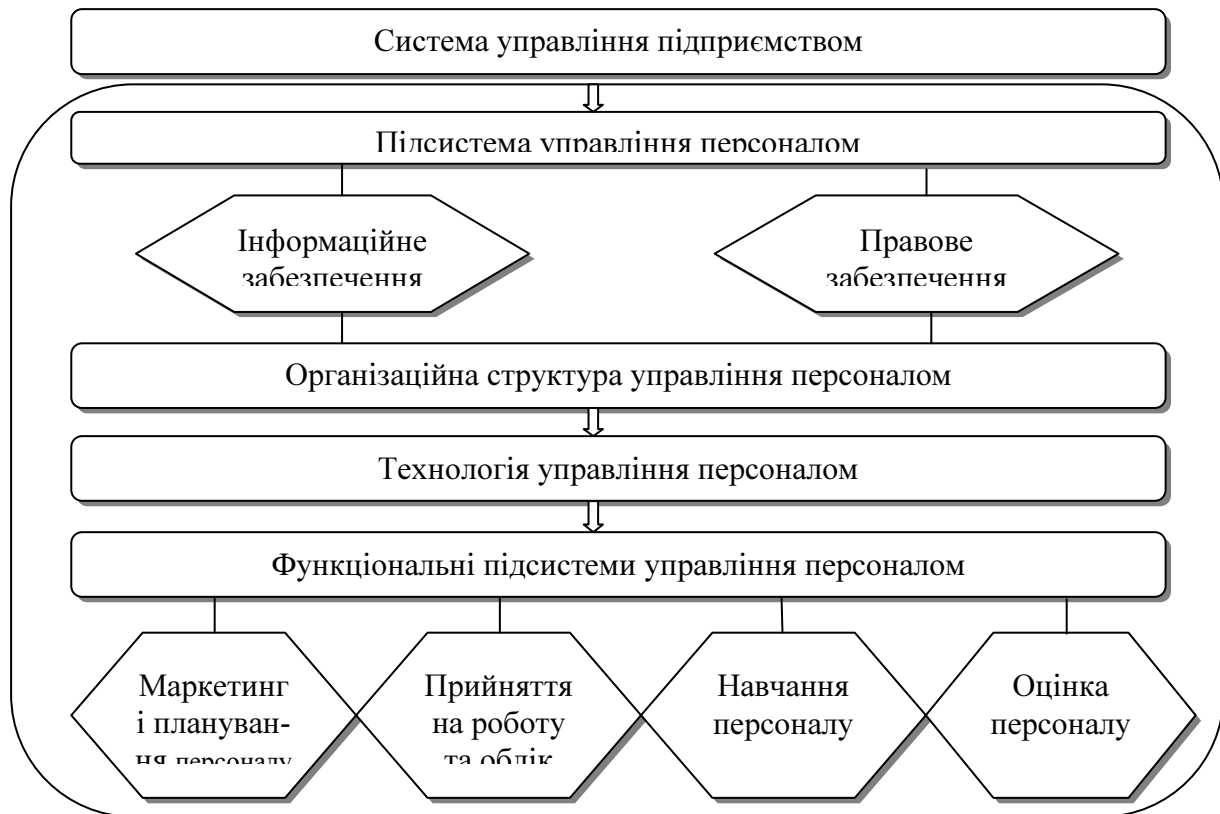 Система управління підприємством
Підсистема управління персоналом
Інформаційне
забезпечення
Правове
забезпечення
Організаційна структура управління персоналом
Технологія управління персоналом
Функціональні підсистеми управління персоналом
Маркетинг
і плануван-
ня персоналу
Прийняття
на роботу
та облік
Навчання
персоналу
Оцінка
персоналу